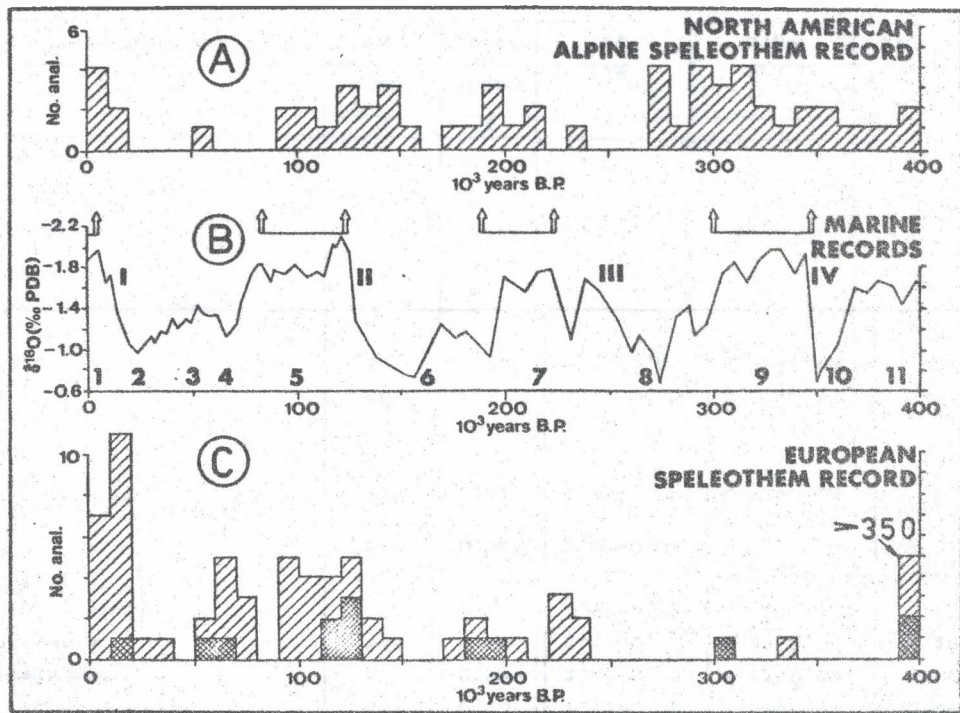 NORTH AMERICAN
ALPINE SPELEOTHEM RECORD
A
No. anal.
6
0
0 100 200 300 400
10³ years B.P.
B
MARINE
RECORDS
δ¹⁸O (‰ PDB)
-2.2
-1.8
-1.4
-1.0
-0.6
I II III IV
1 2 3 4 5 6 7 8 9 10 11
0 100 200 300 400
10³ years B.P.
C
EUROPEAN
SPELEOTHEM RECORD
>350
No. anal.
10
0
0 100 200 300 400
10³ years B.P.